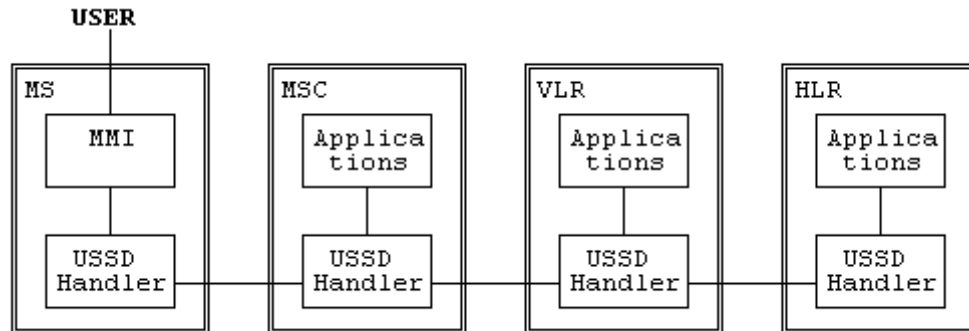 USER
MS
MMI
USSD
Handler
MSC
Applica
tions
USSD
Handler
VLR
Applica
tions
USSD
Handler
HLR
Applica
tions
USSD
Handler